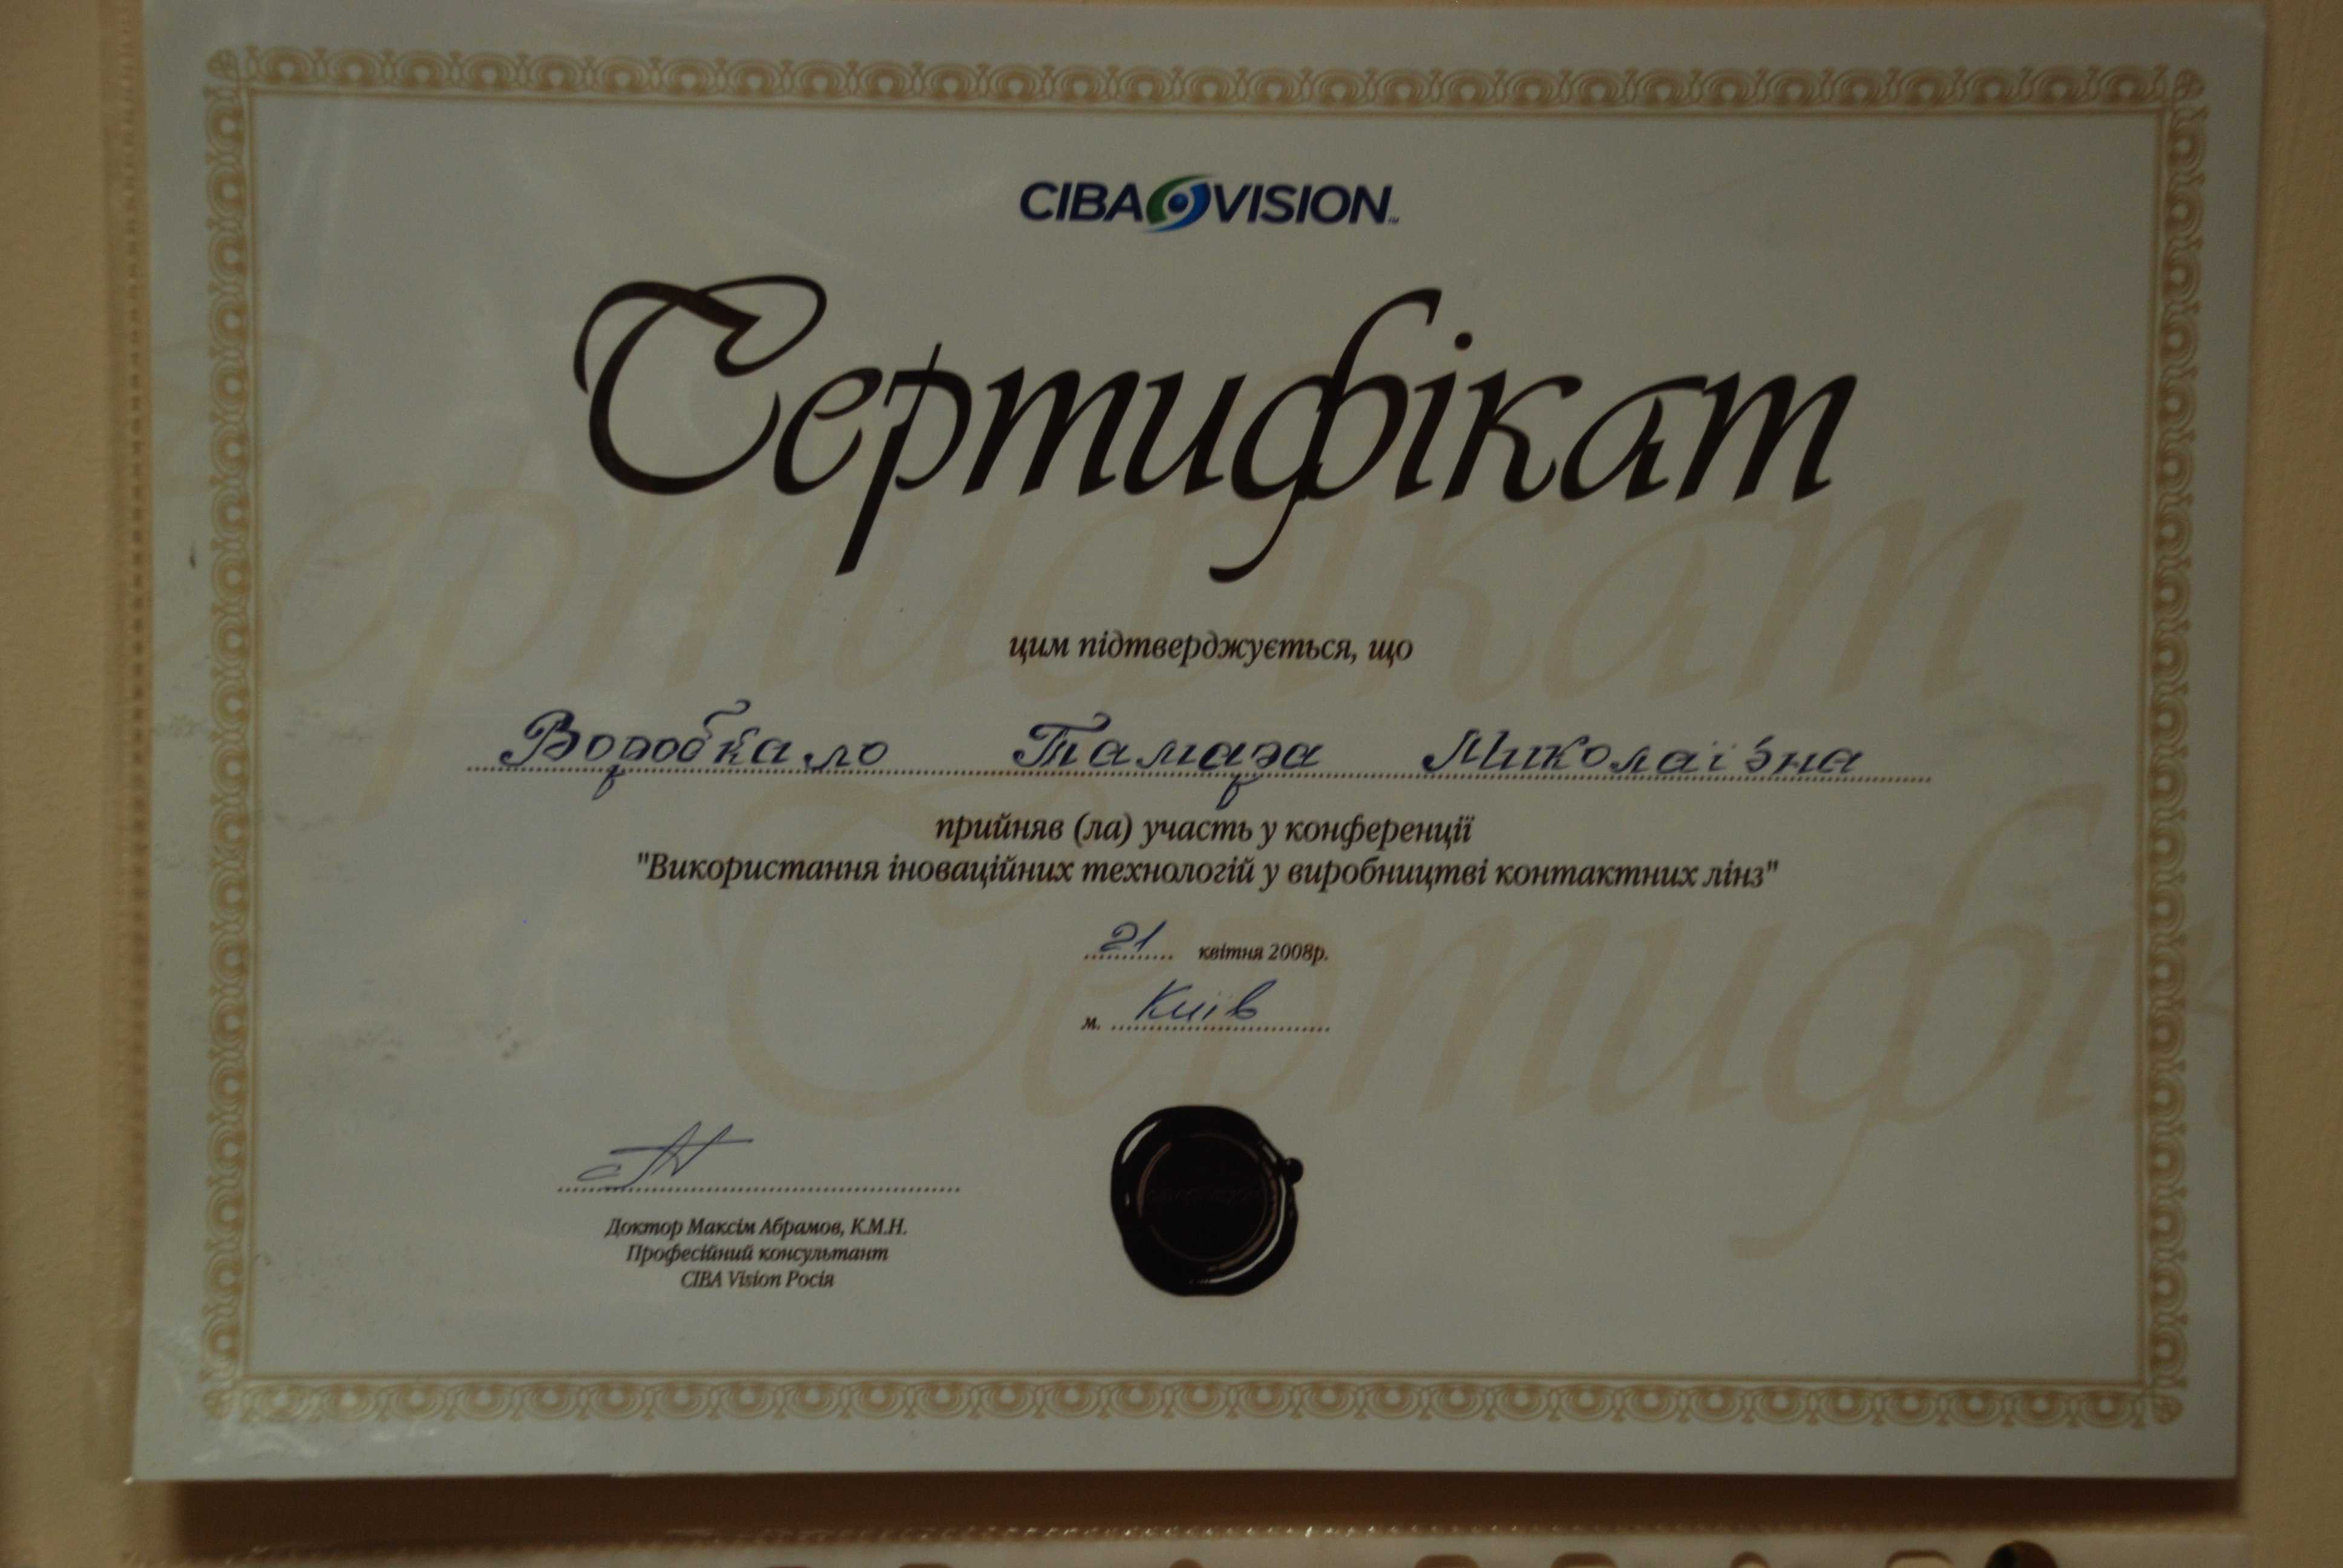 CIBA VISION™
Сертифікат
цим підтверджується, що
Воробкало Тамара Миколаївна
прийняв (ла) участь у конференції
"Використання іноваційних технологій у виробництві контактних лінз"
21 квітня 2008р.
м. Київ
Доктор Максім Абрамов, К.М.Н.
Професійний консультант
CIBA Vision Росія